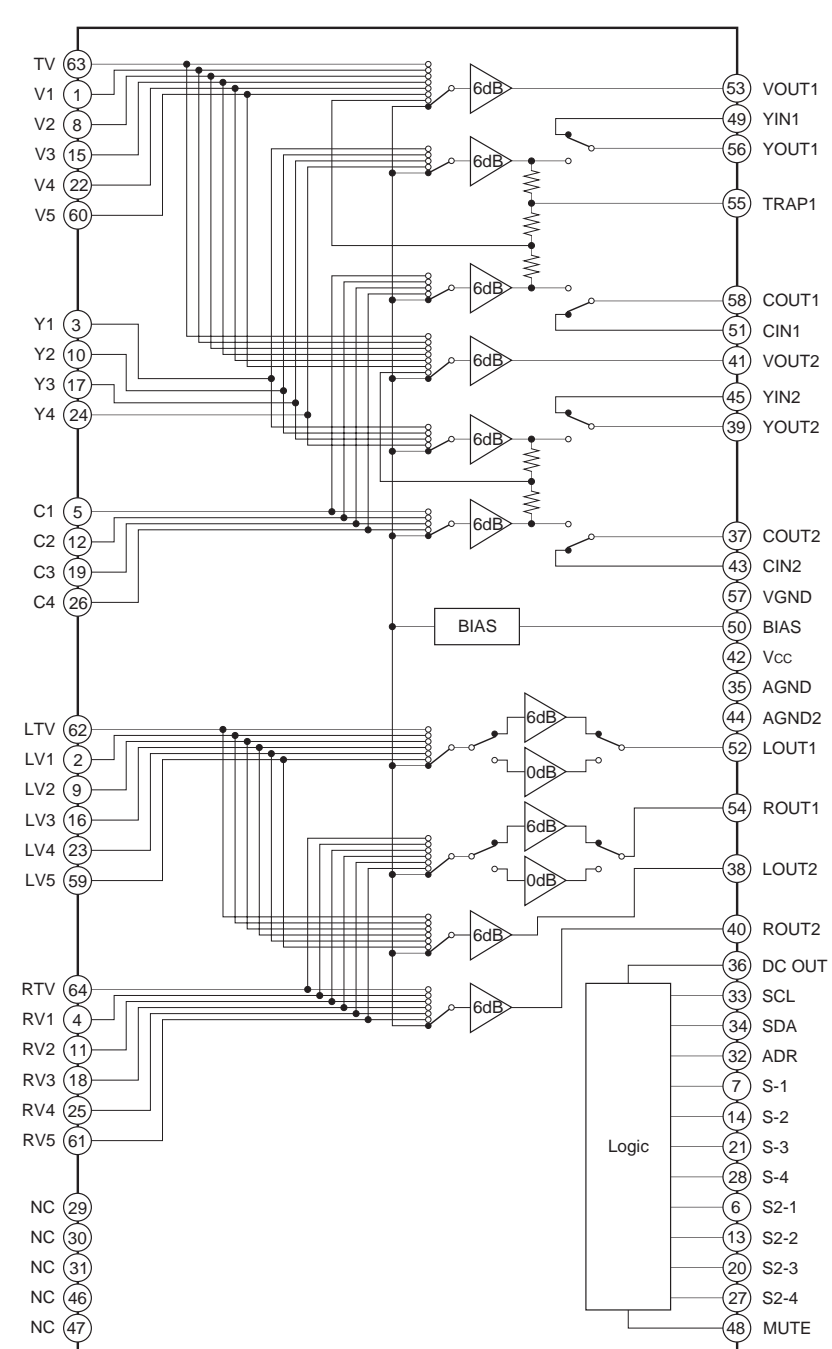 TV 63
V1 1
V2 8
V3 15
V4 22
V5 60
Y1 3
Y2 10
Y3 17
Y4 24
C1 5
C2 12
C3 19
C4 26
LTV 62
LV1 2
LV2 9
LV3 16
LV4 23
LV5 59
RTV 64
RV1 4
RV2 11
RV3 18
RV4 25
RV5 61
NC 29
NC 30
NC 31
NC 46
NC 47
6dB
6dB
6dB
6dB
6dB
6dB
BIAS
6dB
0dB
6dB
0dB
6dB
6dB
Logic
53 VOUT1
49 YIN1
56 YOUT1
55 TRAP1
58 COUT1
51 CIN1
41 VOUT2
45 YIN2
39 YOUT2
37 COUT2
43 CIN2
57 VGND
50 BIAS
42 Vcc
35 AGND
44 AGND2
52 LOUT1
54 ROUT1
38 LOUT2
40 ROUT2
36 DC OUT
33 SCL
34 SDA
32 ADR
7 S-1
14 S-2
21 S-3
28 S-4
6 S2-1
13 S2-2
20 S2-3
27 S2-4
48 MUTE